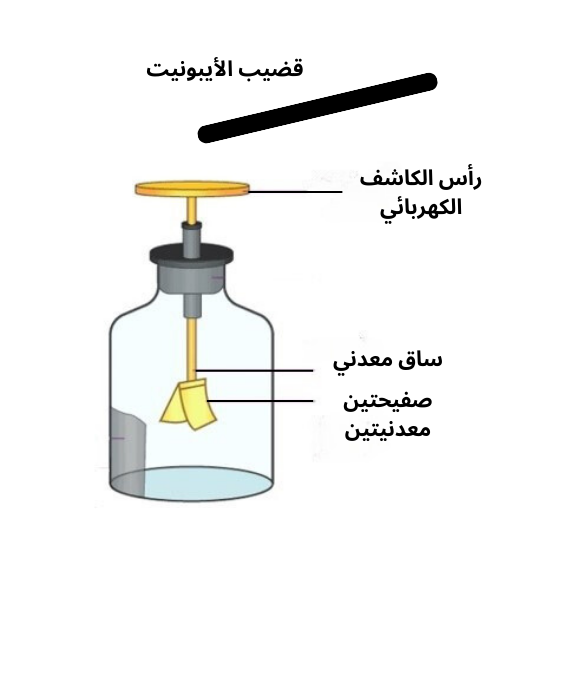 قضيب الأيبونيت
رأس الكاشف
الكهربائي
ساق معدني
صفيحتين
معدنيتين